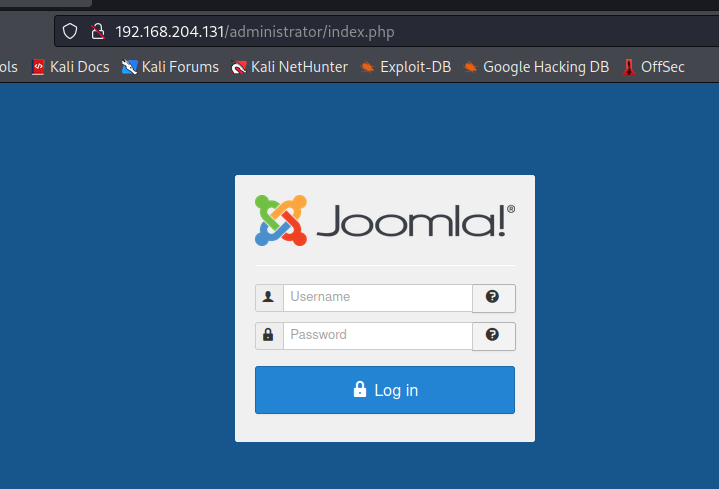 192.168.204.131/administrator/index.php
ols Kali Docs Kali Forums Kali NetHunter Exploit-DB Google Hacking DB OffSec
Joomla!®
Username
Password
Log in